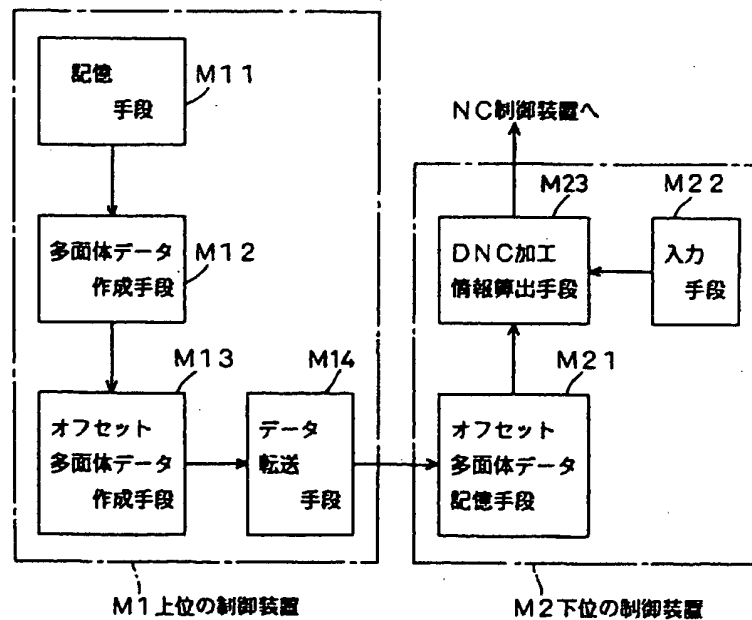 記憶
手段
M11
多面体データ
作成手段
M12
M13
オフセット
多面体データ
作成手段
M14
データ
転送
手段
M1上位の制御装置
NC制御装置へ
M23
DNC加工
情報算出手段
M22
入力
手段
M21
オフセット
多面体データ
記憶手段
M2下位の制御装置